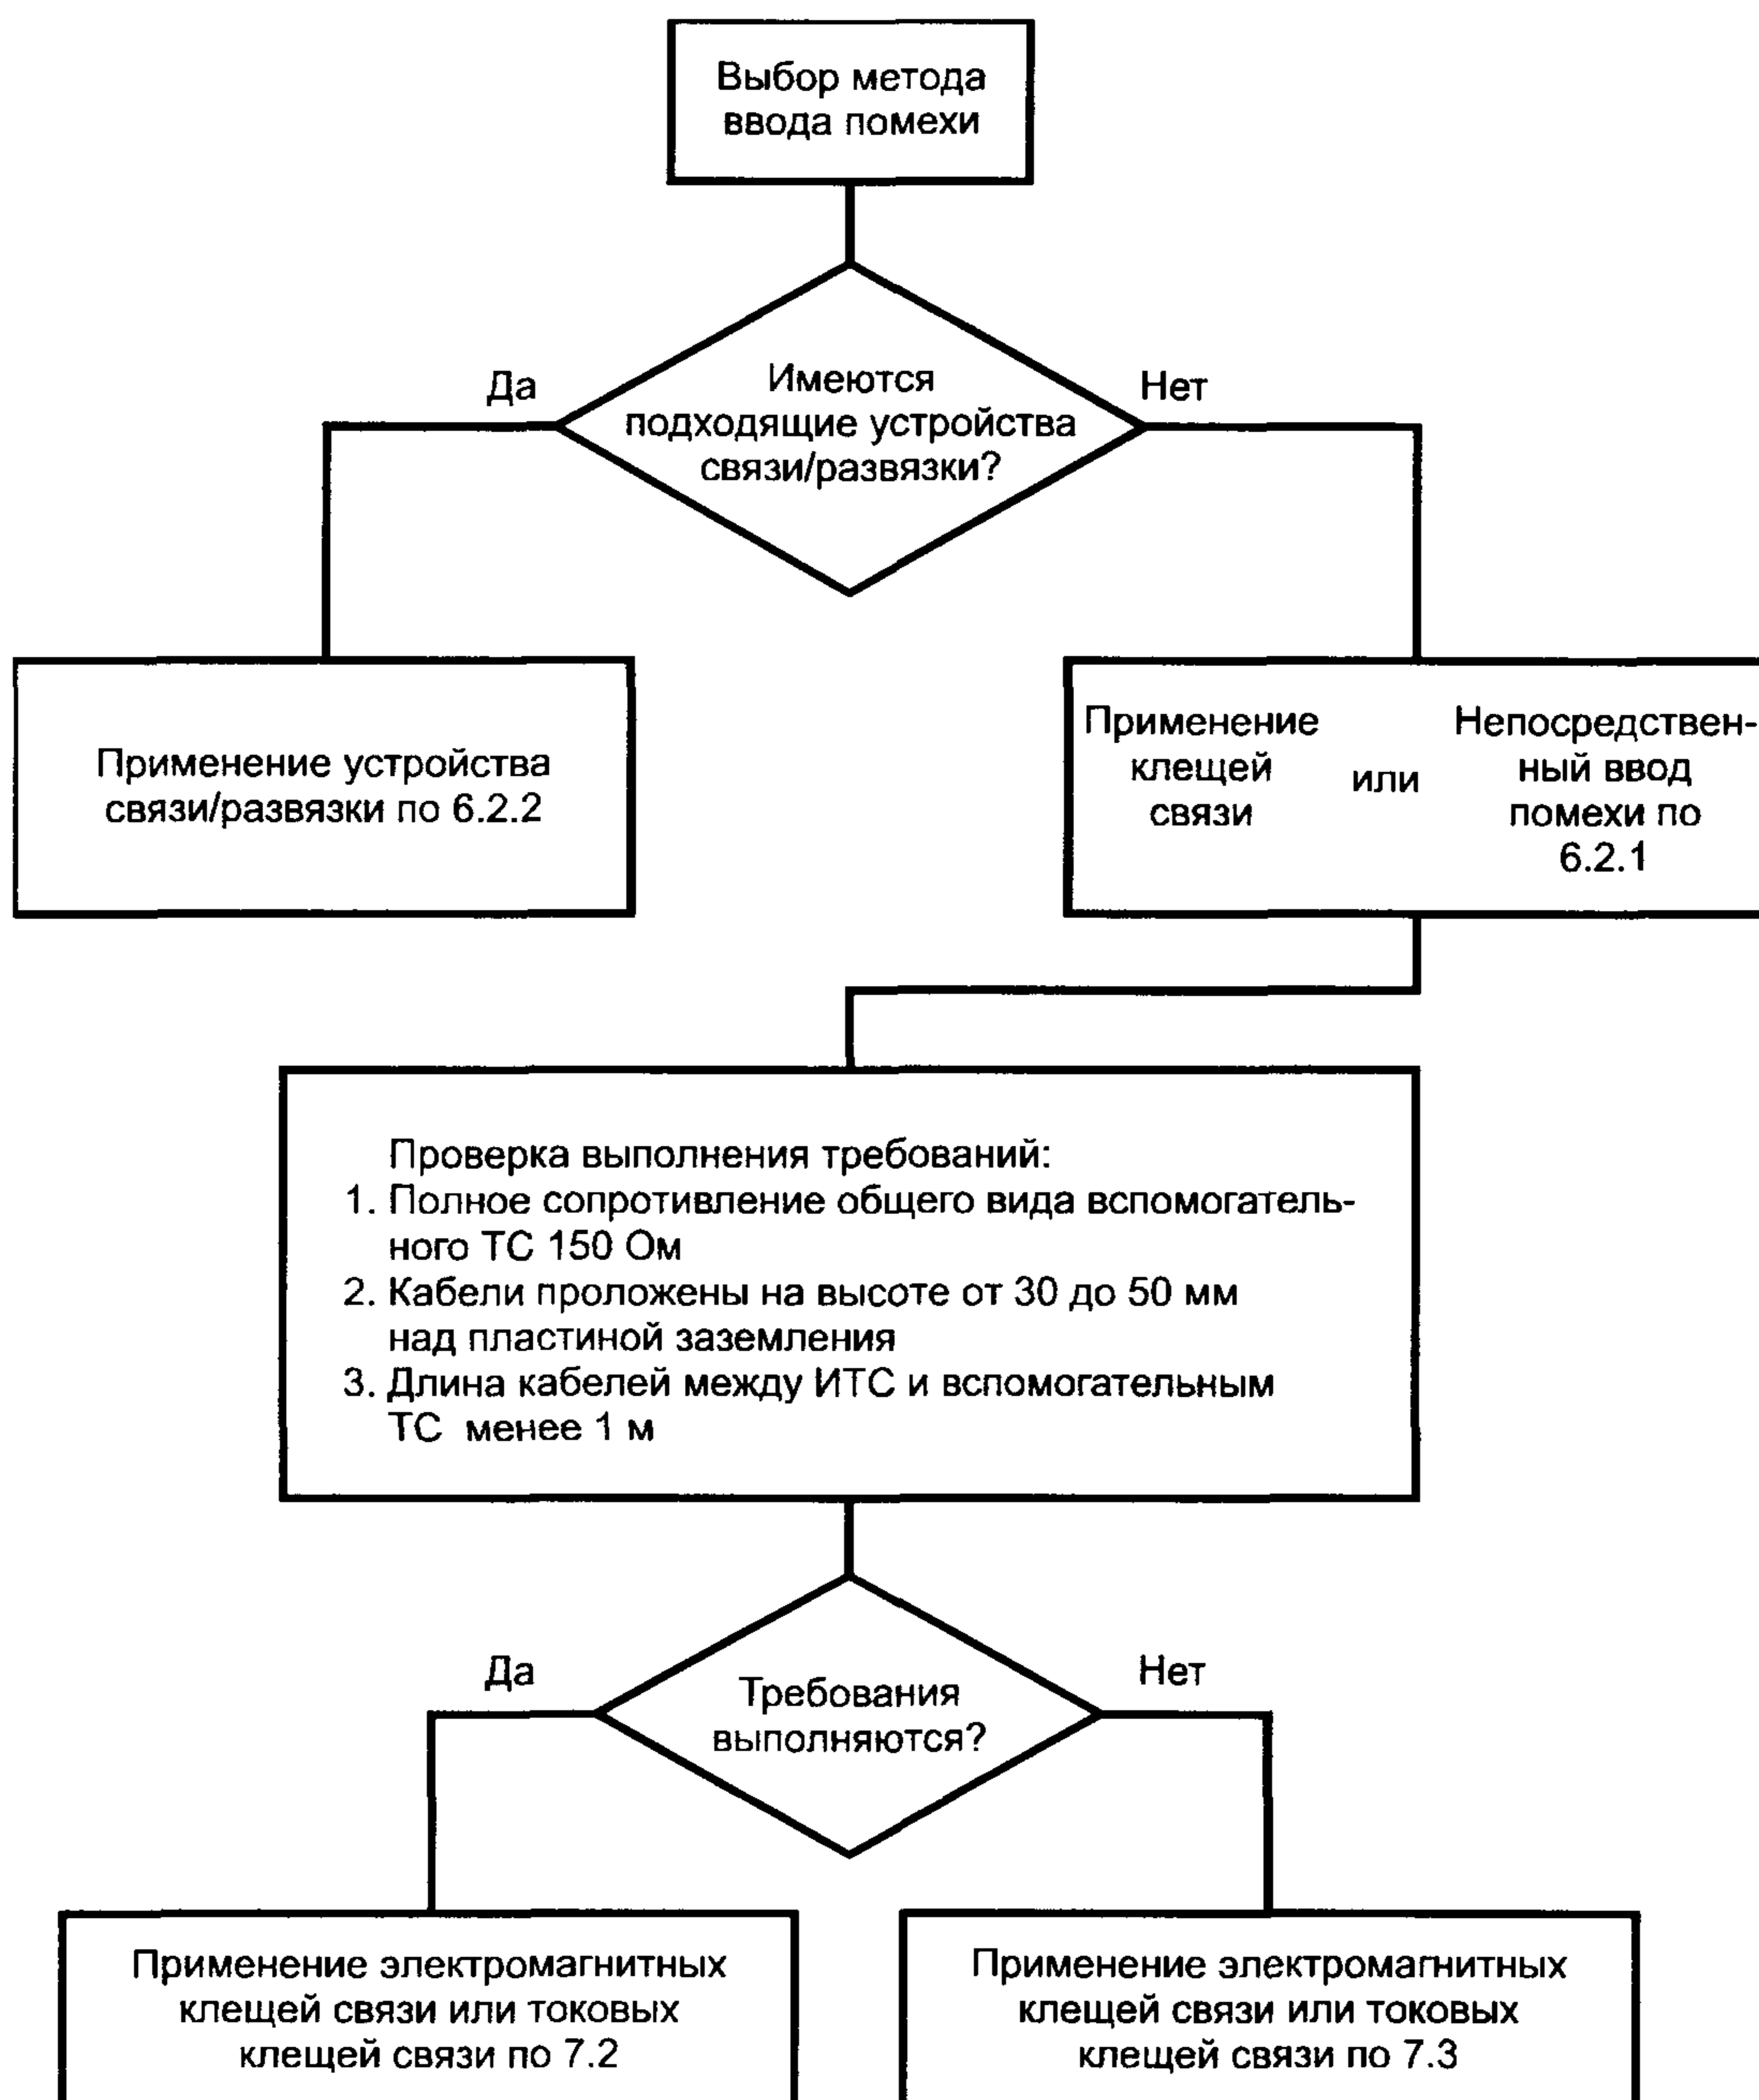 Выбор метода
ввода помехи
Да
Имеются
подходящие устройства
связи/развязки?
Нет
Применение устройства
связи/развязки по 6.2.2
Применение
клещей
связи
или
Непосредствен-
ный ввод
помехи по
6.2.1
Проверка выполнения требований:
1. Полное сопротивление общего вида вспомогатель-
ного ТС 150 Ом
2. Кабели проложены на высоте от 30 до 50 мм
над пластиной заземления
3. Длина кабелей между ИТС и вспомогательным
ТС менее 1 м
Да
Требования
выполняются?
Нет
Применение электромагнитных
клещей связи или токовых
клещей связи по 7.2
Применение электромагнитных
клещей связи или токовых
клещей связи по 7.3